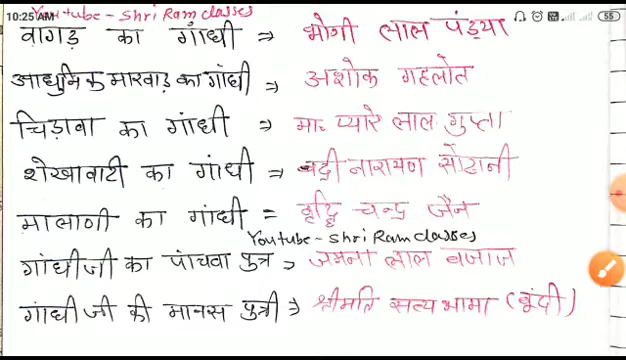 10:25 AM Youtube - Shri Ram classes 55
वागड़ का गांधी ⇒ भोगी लाल पंड्या
आधुनिक मारवाड़ का गांधी ⇒ अशोक गहलोत
चिड़ावा का गांधी ⇒ मा. प्यारे लाल गुप्ता
शेखावाटी का गांधी ⇒ बद्री नारायण सोढानी
मालाणी का गांधी = वृद्धि चन्द्र जैन
Youtube - Shri Ram classes
गांधीजी का पांचवा पुत्र ⇒ जमना लाल बजाज
गांधीजी की मानस पुत्री ⇒ श्रीमति सत्यभामा (बूंदी)